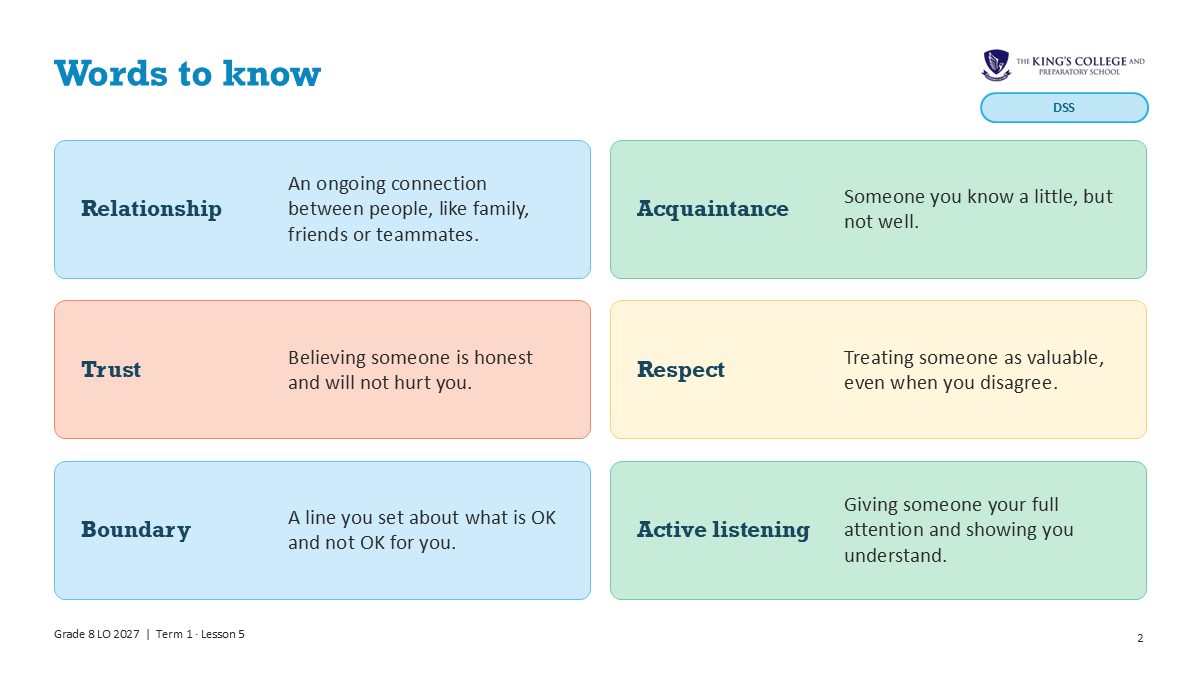 Words to know
THE KING'S COLLEGE AND
PREPARATORY SCHOOL
DSS
Relationship
An ongoing connection
between people, like family,
friends or teammates.
Acquaintance
Someone you know a little, but
not well.
Trust
Believing someone is honest
and will not hurt you.
Respect
Treating someone as valuable,
even when you disagree.
Boundary
A line you set about what is OK
and not OK for you.
Active listening
Giving someone your full
attention and showing you
understand.
Grade 8 LO 2027 | Term 1 · Lesson 5
2